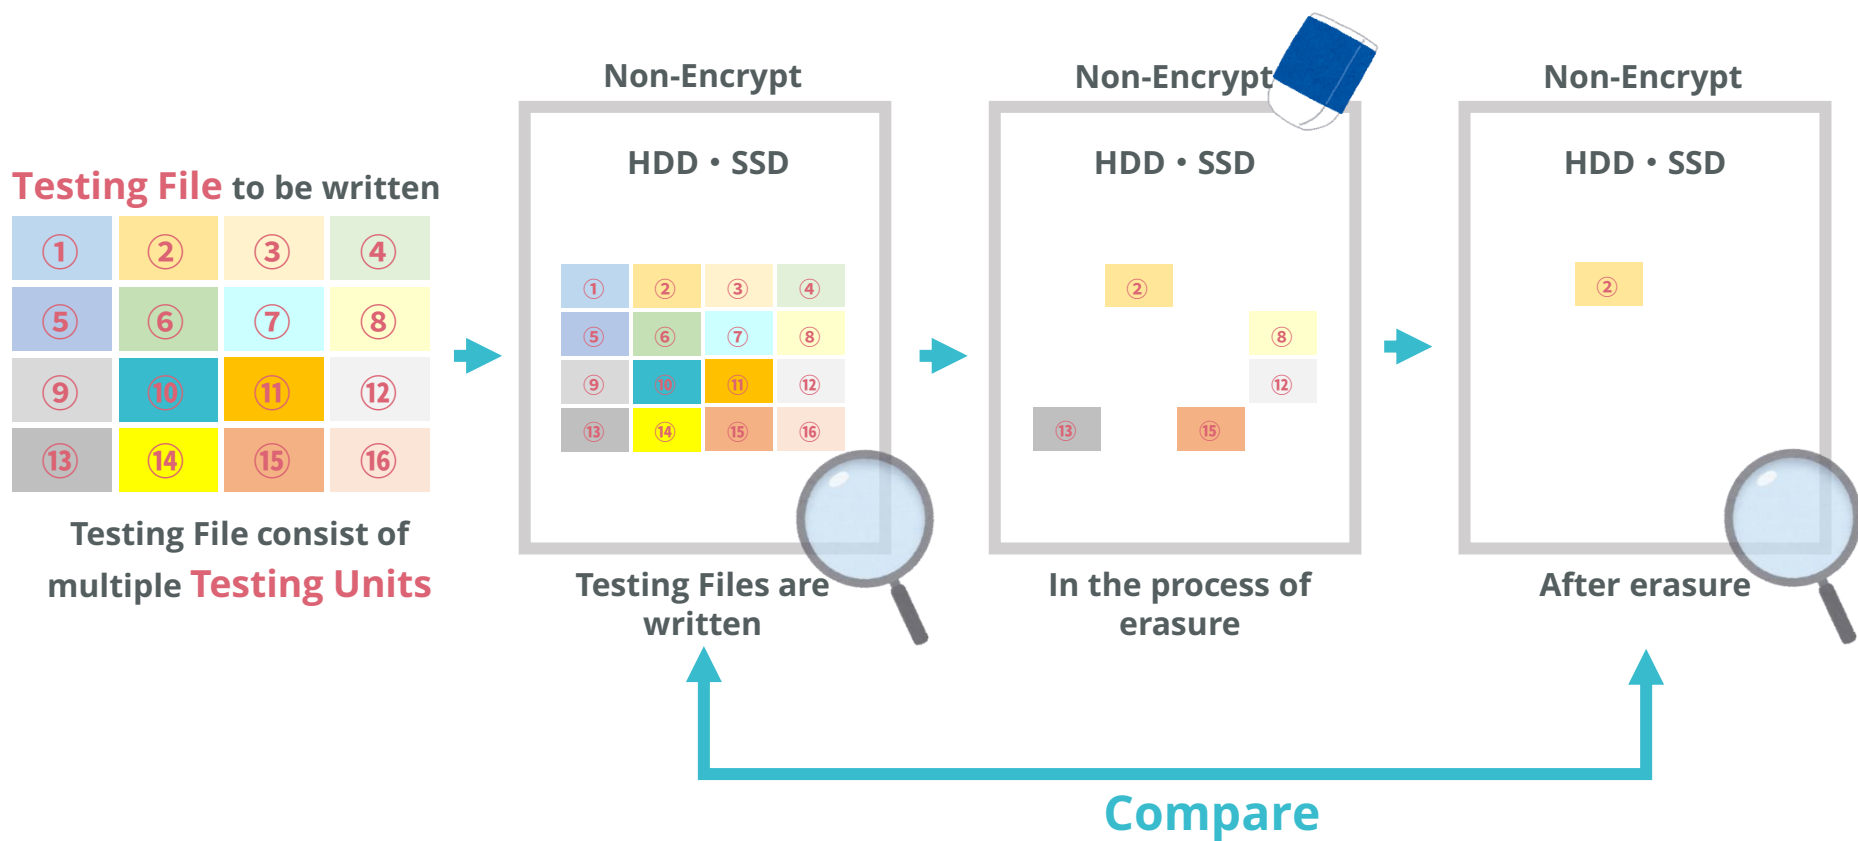 Testing File to be written
① ② ③ ④
⑤ ⑥ ⑦ ⑧
⑨ ⑩ ⑪ ⑫
⑬ ⑭ ⑮ ⑯
Testing File consist of
multiple Testing Units
Non-Encrypt
HDD・SSD
① ② ③ ④
⑤ ⑥ ⑦ ⑧
⑨ ⑩ ⑪ ⑫
⑬ ⑭ ⑮ ⑯
Testing Files are
written
Non-Encrypt
HDD・SSD
②
⑧
⑫
⑬ ⑮
In the process of
erasure
Non-Encrypt
HDD・SSD
②
After erasure
Compare